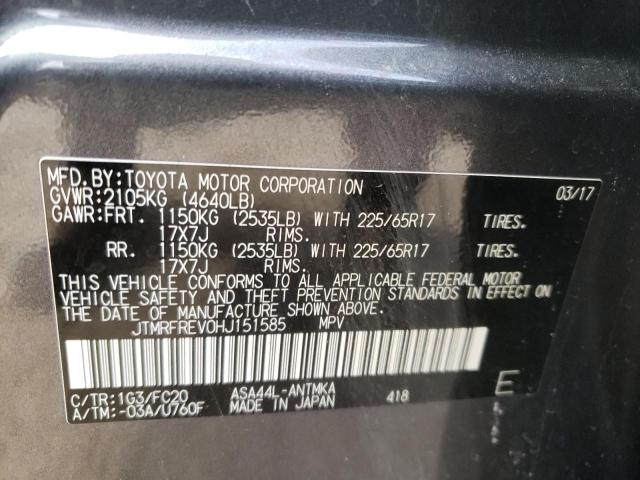 MFD.BY:TOYOTA MOTOR CORPORATION 03/17
GVWR:2105KG (4640LB)
GAWR:FRT. 1150KG (2535LB) WITH 225/65R17 TIRES.
17X7J RIMS.
RR. 1150KG (2535LB) WITH 225/65R17 TIRES.
17X7J RIMS.
THIS VEHICLE CONFORMS TO ALL APPLICABLE FEDERAL MOTOR
VEHICLE SAFETY AND THEFT PREVENTION STANDARDS IN EFFECT ON
THE DATE OF MANUFACTURE SHOWN ABOVE.
JTMRFREV0HJ151585 MPV
C/TR:1G3/FC20 ASA44L-ANTMKA 418 E
A/TM:-03A/U760F MADE IN JAPAN